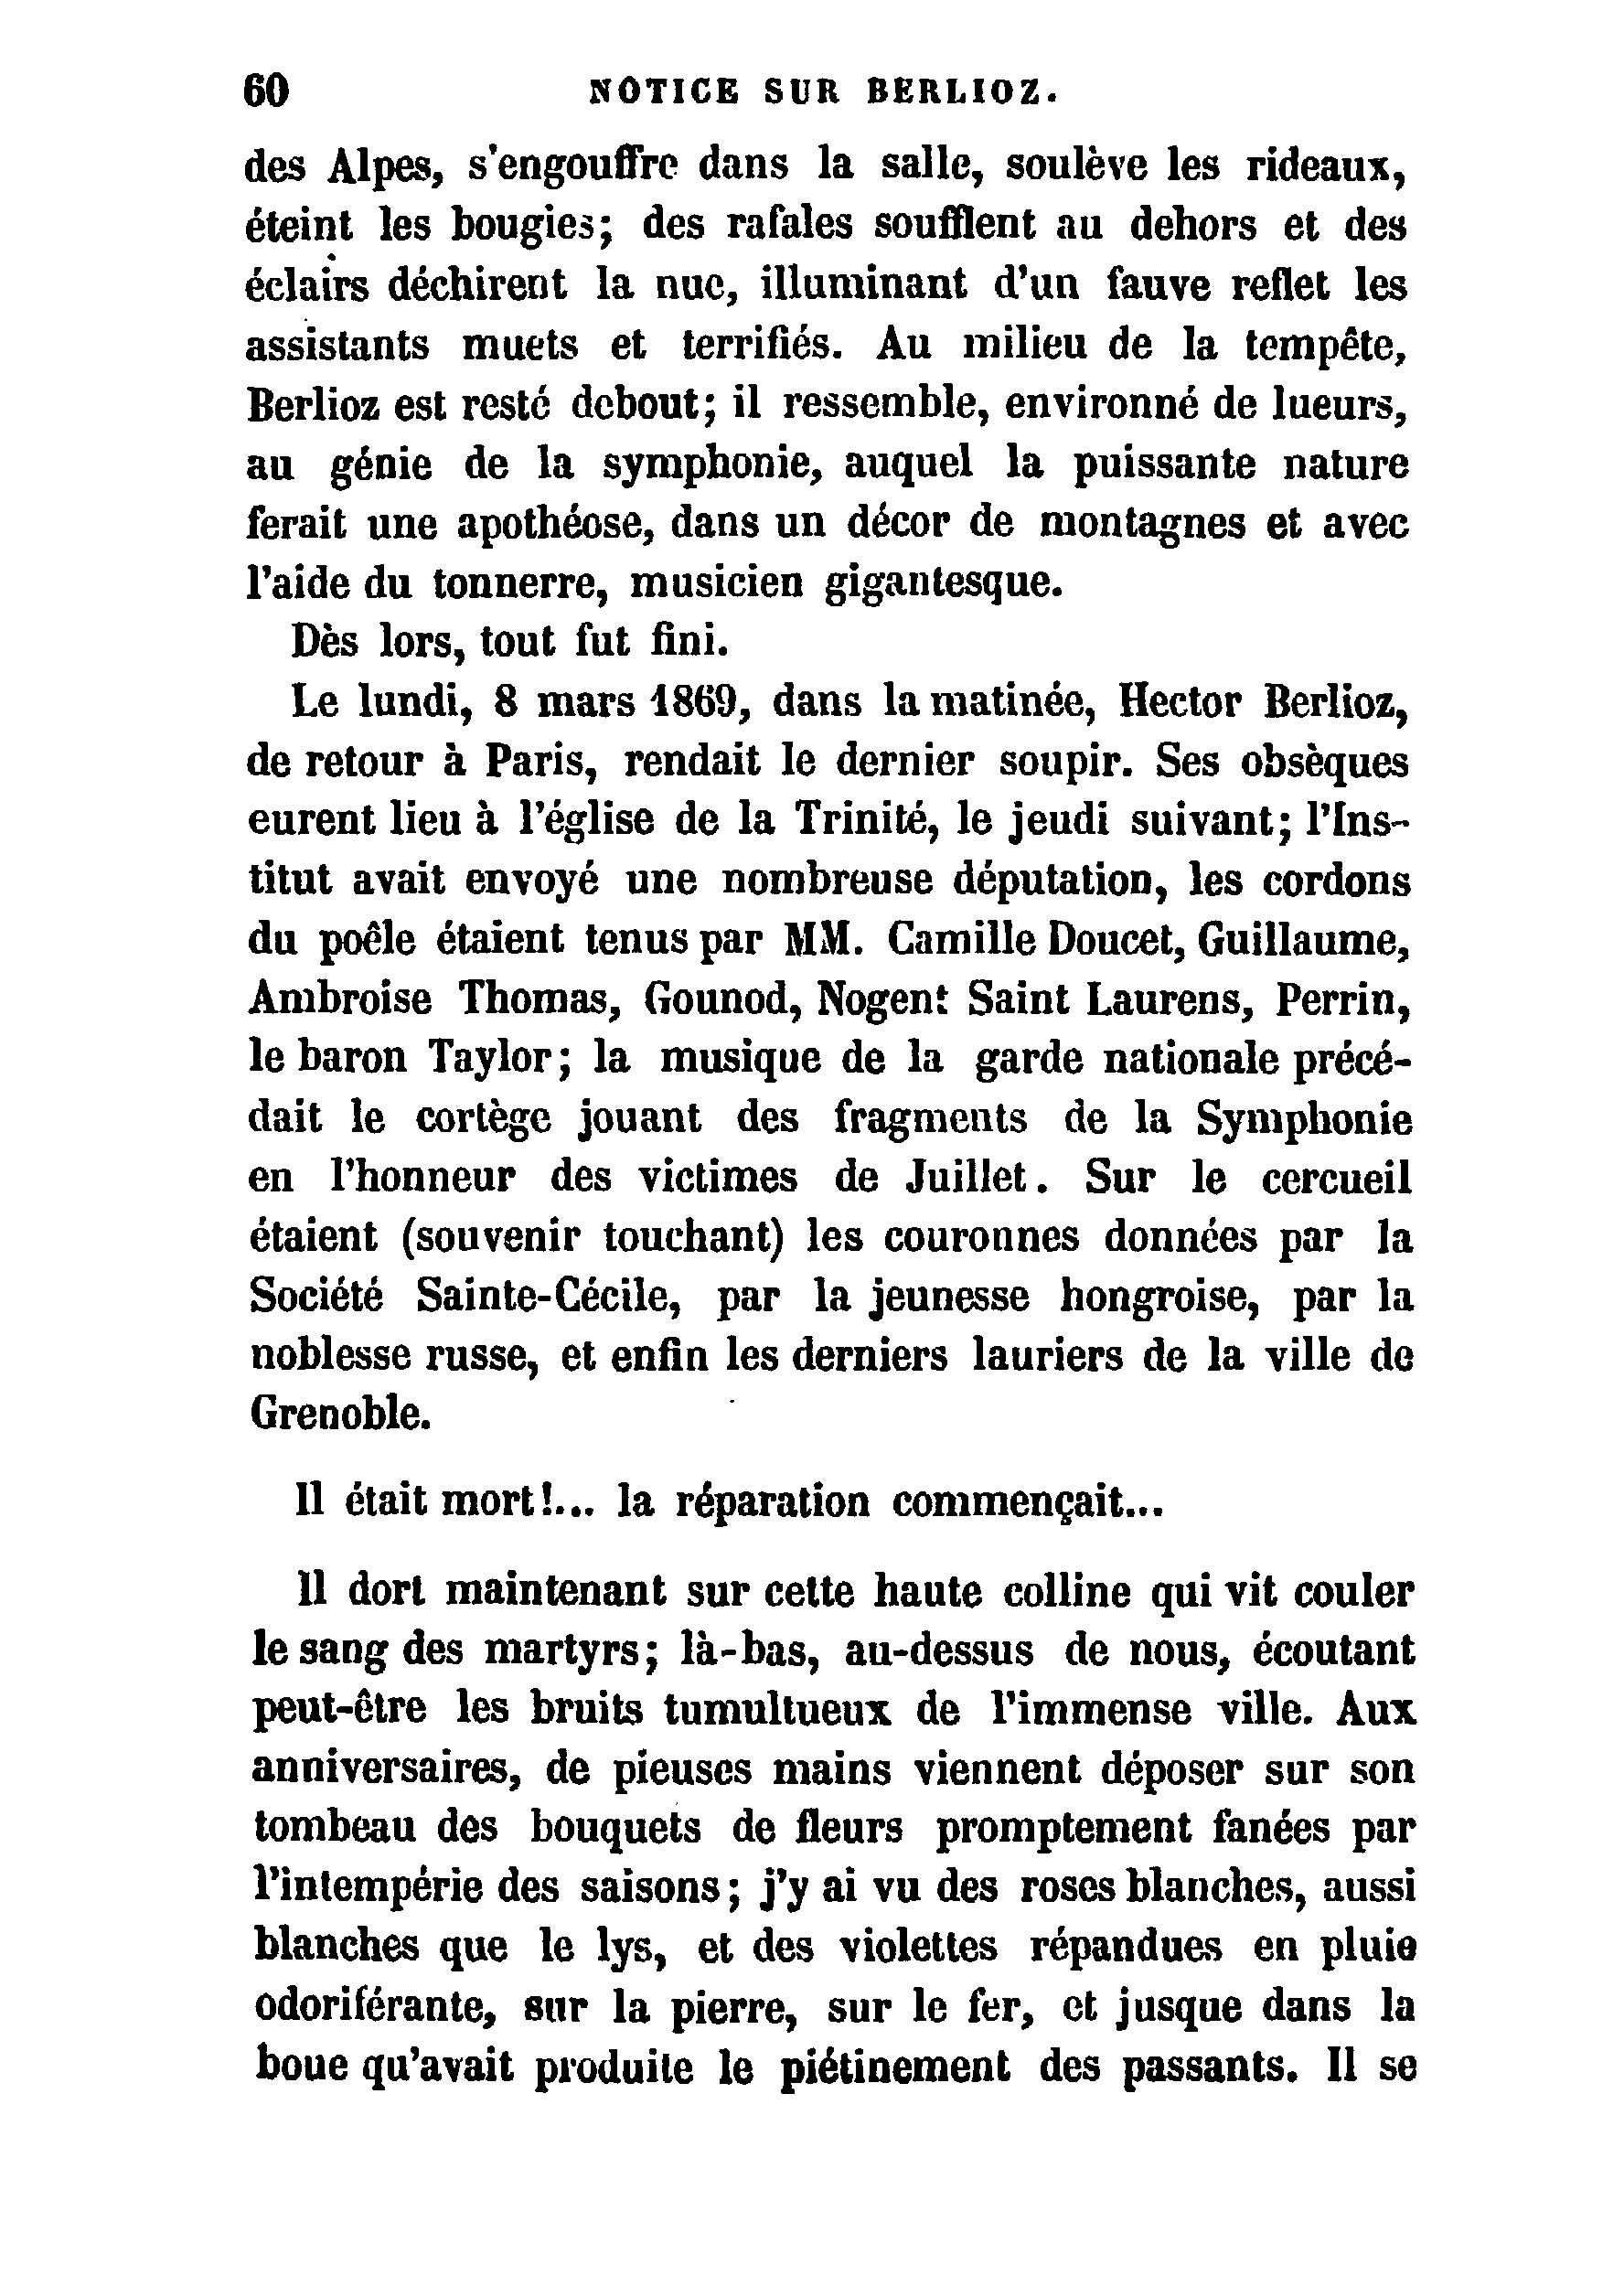 60 NOTICE SUR BERLIOZ.
des Alpes, s'engouffre dans la salle, soulève les rideaux,
éteint les bougies; des rafales soufflent au dehors et des
éclairs déchirent la nue, illuminant d'un fauve reflet les
assistants muets et terrifiés. Au milieu de la tempête,
Berlioz est resté debout; il ressemble, environné de lueurs,
au génie de la symphonie, auquel la puissante nature
ferait une apothéose, dans un décor de montagnes et avec
l'aide du tonnerre, musicien gigantesque.
Dès lors, tout fut fini.
Le lundi, 8 mars 1869, dans la matinée, Hector Berlioz,
de retour à Paris, rendait le dernier soupir. Ses obsèques
eurent lieu à l'église de la Trinité, le jeudi suivant; l'Ins-
titut avait envoyé une nombreuse députation, les cordons
du poêle étaient tenus par MM. Camille Doucet, Guillaume,
Ambroise Thomas, Gounod, Nogent Saint Laurens, Perrin,
le baron Taylor; la musique de la garde nationale précé-
dait le cortège jouant des fragments de la Symphonie
en l'honneur des victimes de Juillet. Sur le cercueil
étaient (souvenir touchant) les couronnes données par la
Société Sainte-Cécile, par la jeunesse hongroise, par la
noblesse russe, et enfin les derniers lauriers de la ville de
Grenoble.
Il était mort!... la réparation commençait...
Il dort maintenant sur cette haute colline qui vit couler
le sang des martyrs; là-bas, au-dessus de nous, écoutant
peut-être les bruits tumultueux de l'immense ville. Aux
anniversaires, de pieuses mains viennent déposer sur son
tombeau des bouquets de fleurs promptement fanées par
l'intempérie des saisons; j'y ai vu des roses blanches, aussi
blanches que le lys, et des violettes répandues en pluie
odoriférante, sur la pierre, sur le fer, et jusque dans la
boue qu'avait produite le piétinement des passants. Il se